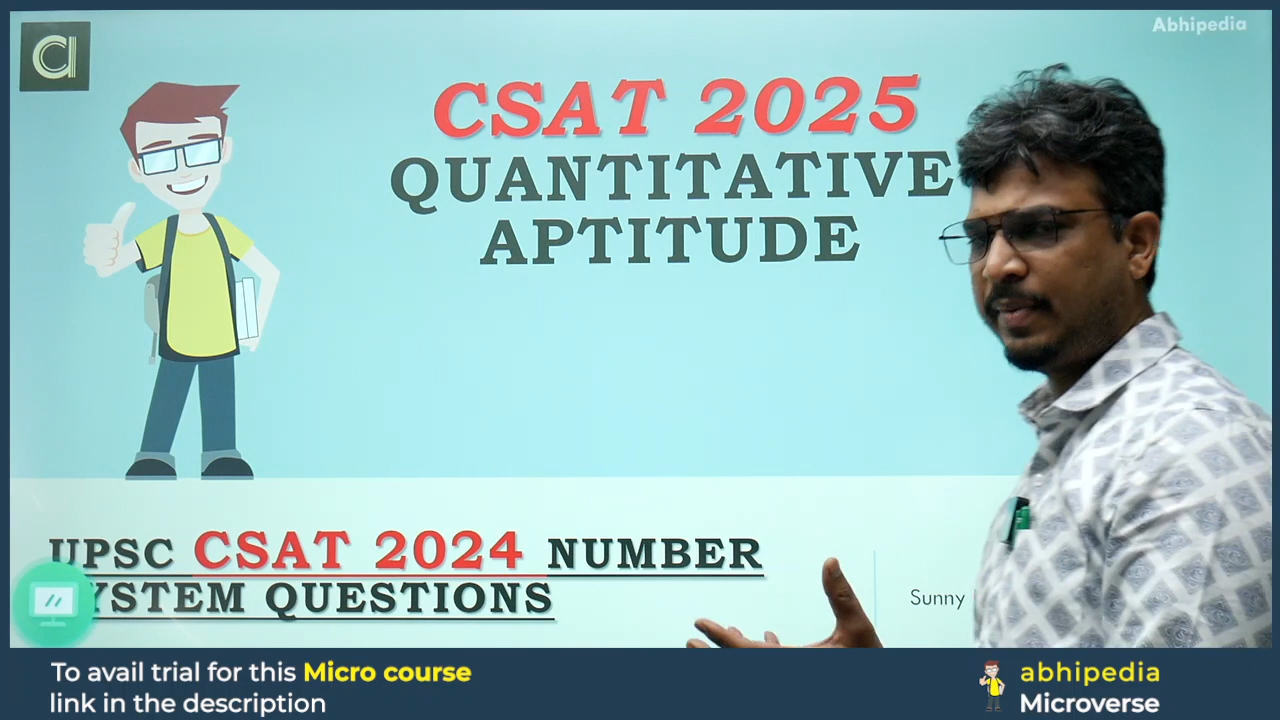 Abhipedia
CSAT 2025
QUANTITATIVE
APTITUDE
UPSC CSAT 2024 NUMBER
SYSTEM QUESTIONS
Sunny
To avail trial for this Micro course
link in the description
abhipedia
Microverse